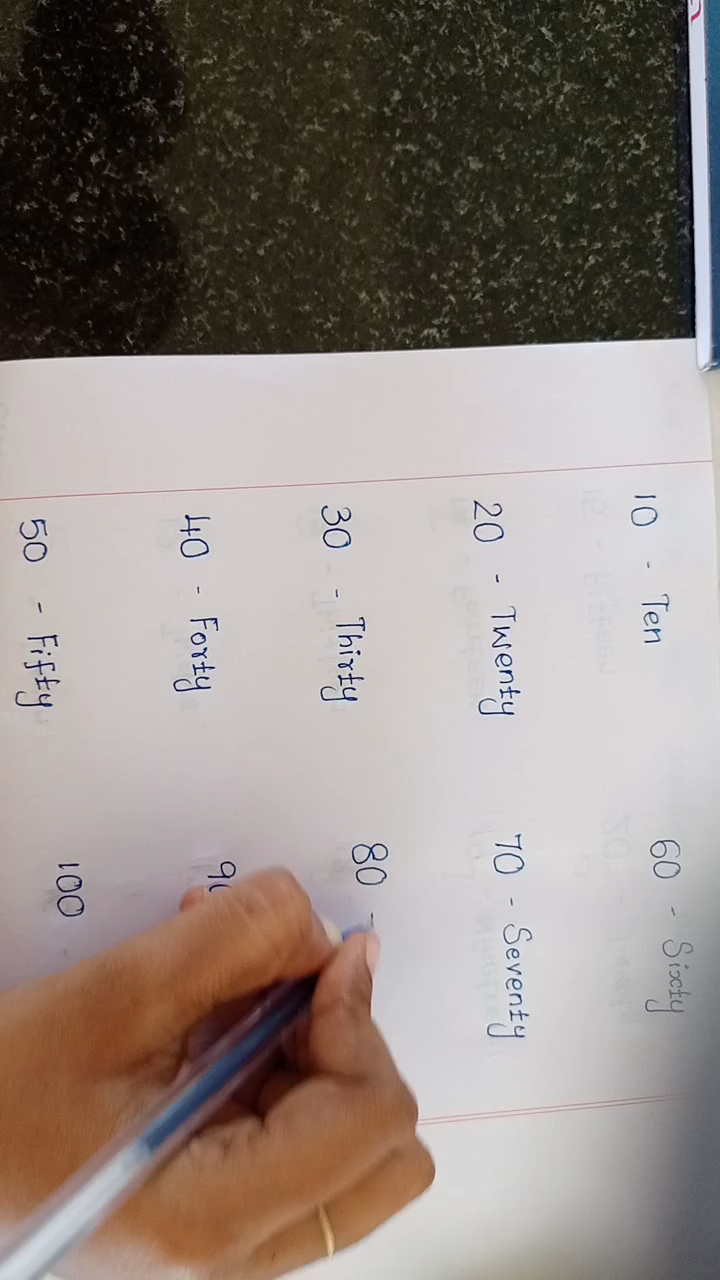 10 - Ten
20 - Twenty
30 - Thirty
40 - Forty
50 - Fifty
60 - Sixty
70 - Seventy
80 -
100